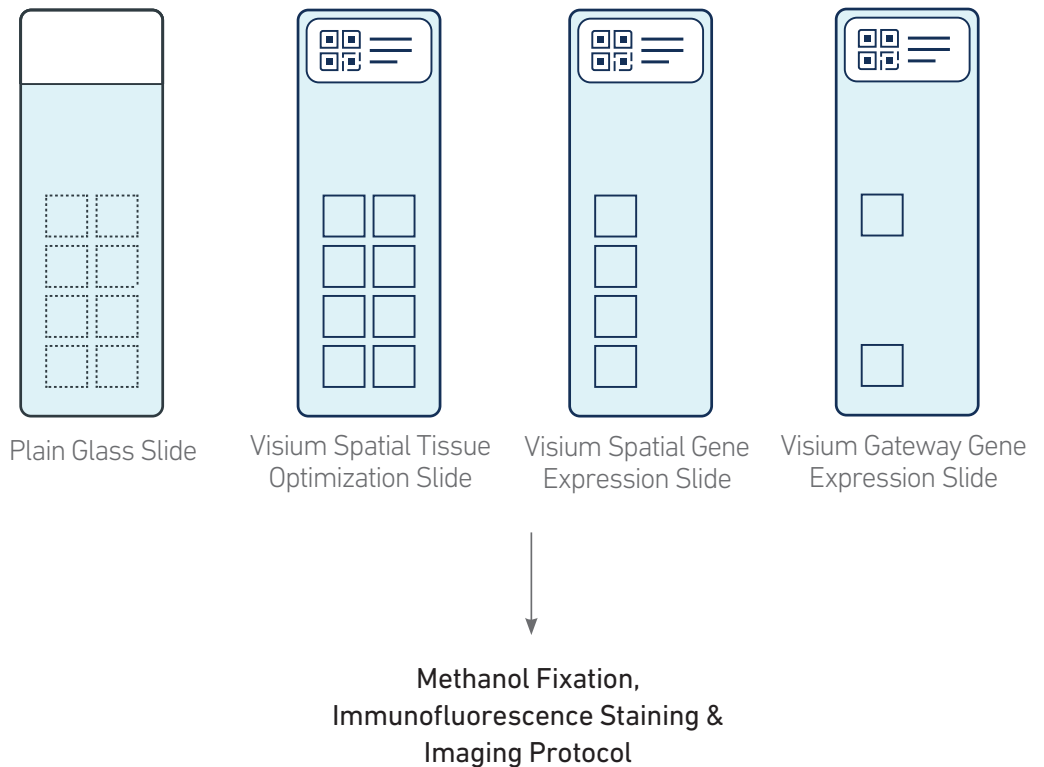 Plain Glass Slide
Visium Spatial Tissue
Optimization Slide
Visium Spatial Gene
Expression Slide
Visium Gateway Gene
Expression Slide
Methanol Fixation,
Immunofluorescence Staining &
Imaging Protocol